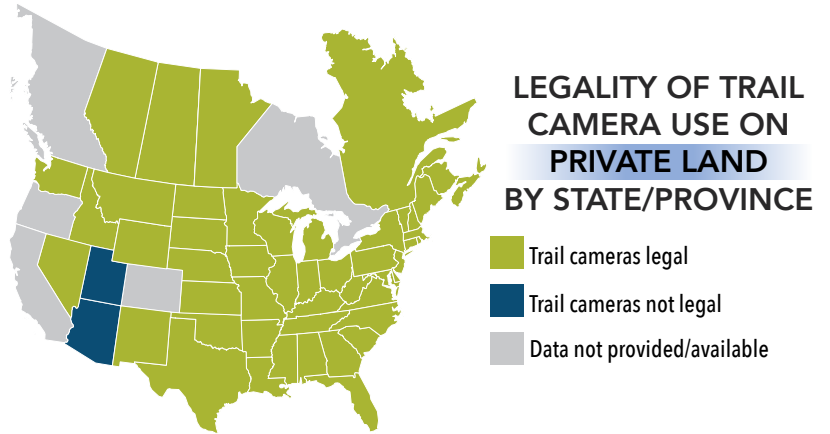 LEGALITY OF TRAIL
CAMERA USE ON
PRIVATE LAND
BY STATE/PROVINCE
Trail cameras legal
Trail cameras not legal
Data not provided/available